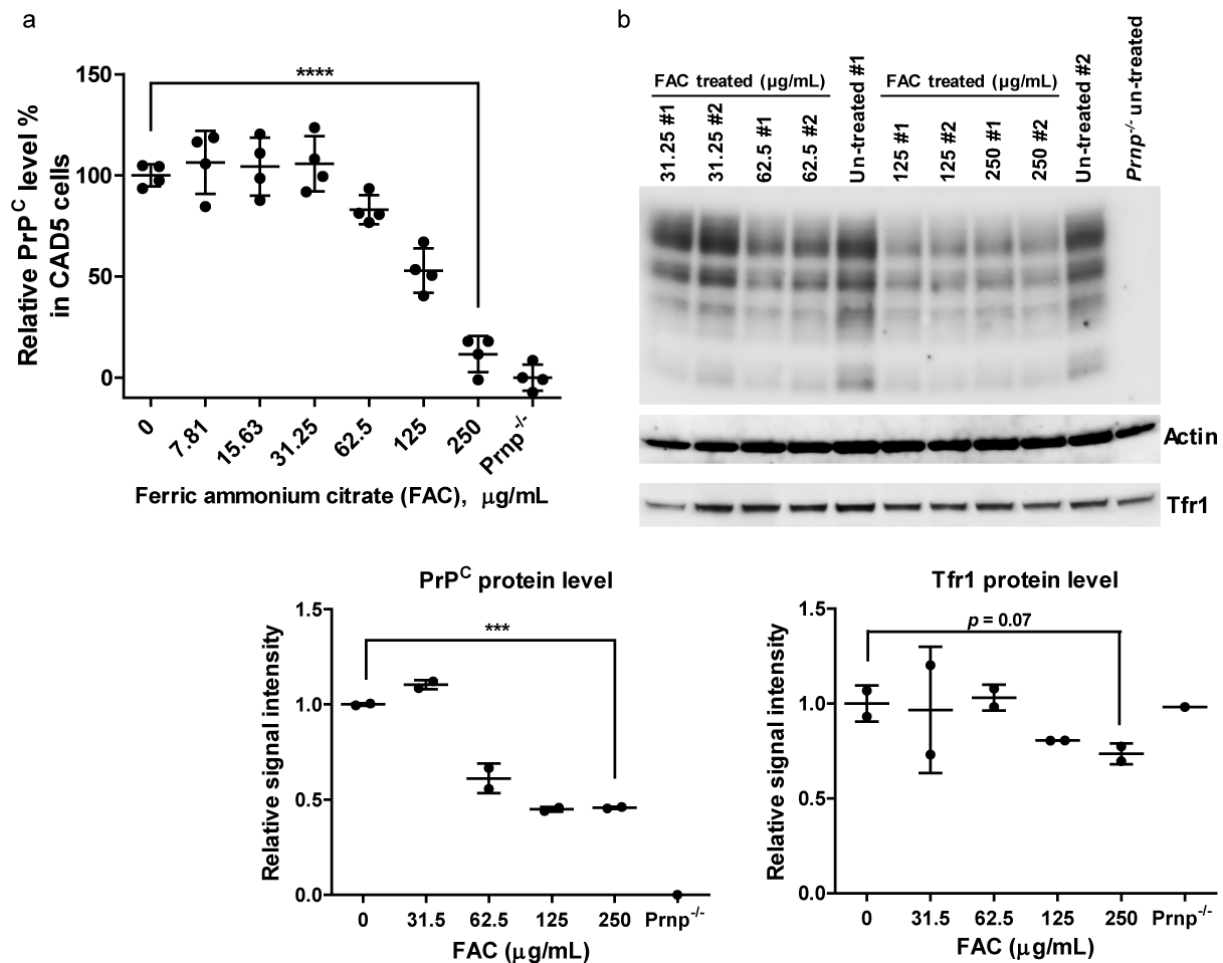 a
Relative PrP^C level %
in CAD5 cells
150
100
50
0
****
0
7.81
15.63
31.25
62.5
125
250
Prnp-/-
Ferric ammonium citrate (FAC), μg/mL
b
FAC treated (μg/mL)
31.25 #1
31.25 #2
62.5 #1
62.5 #2
Un-treated #1
FAC treated (μg/mL)
125 #1
125 #2
250 #1
250 #2
Un-treated #2
Prnp-/- un-treated
Actin
Tfr1
PrP^C protein level
Relative signal intensity
1.5
1.0
0.5
0.0
***
0
31.5
62.5
125
250
Prnp-/-
FAC (μg/mL)
Tfr1 protein level
Relative signal intensity
1.5
1.0
0.5
0.0
p = 0.07
0
31.5
62.5
125
250
Prnp-/-
FAC (μg/mL)